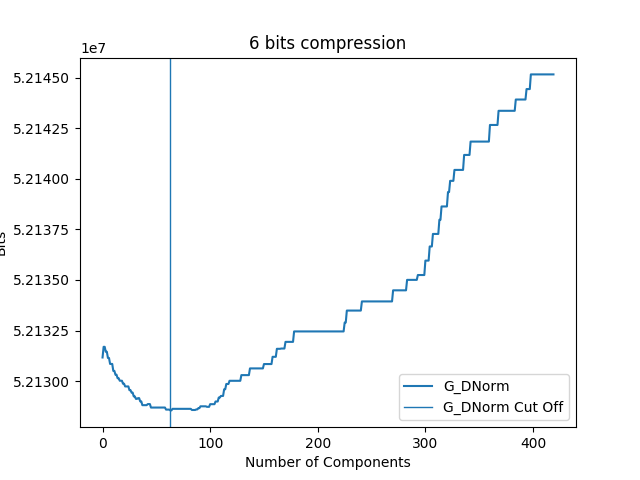 6 bits compression
1e7
5.21450
5.21425
5.21400
5.21375
5.21350
5.21325
5.21300
Bits
0 100 200 300 400
Number of Components
G_DNorm
G_DNorm Cut Off